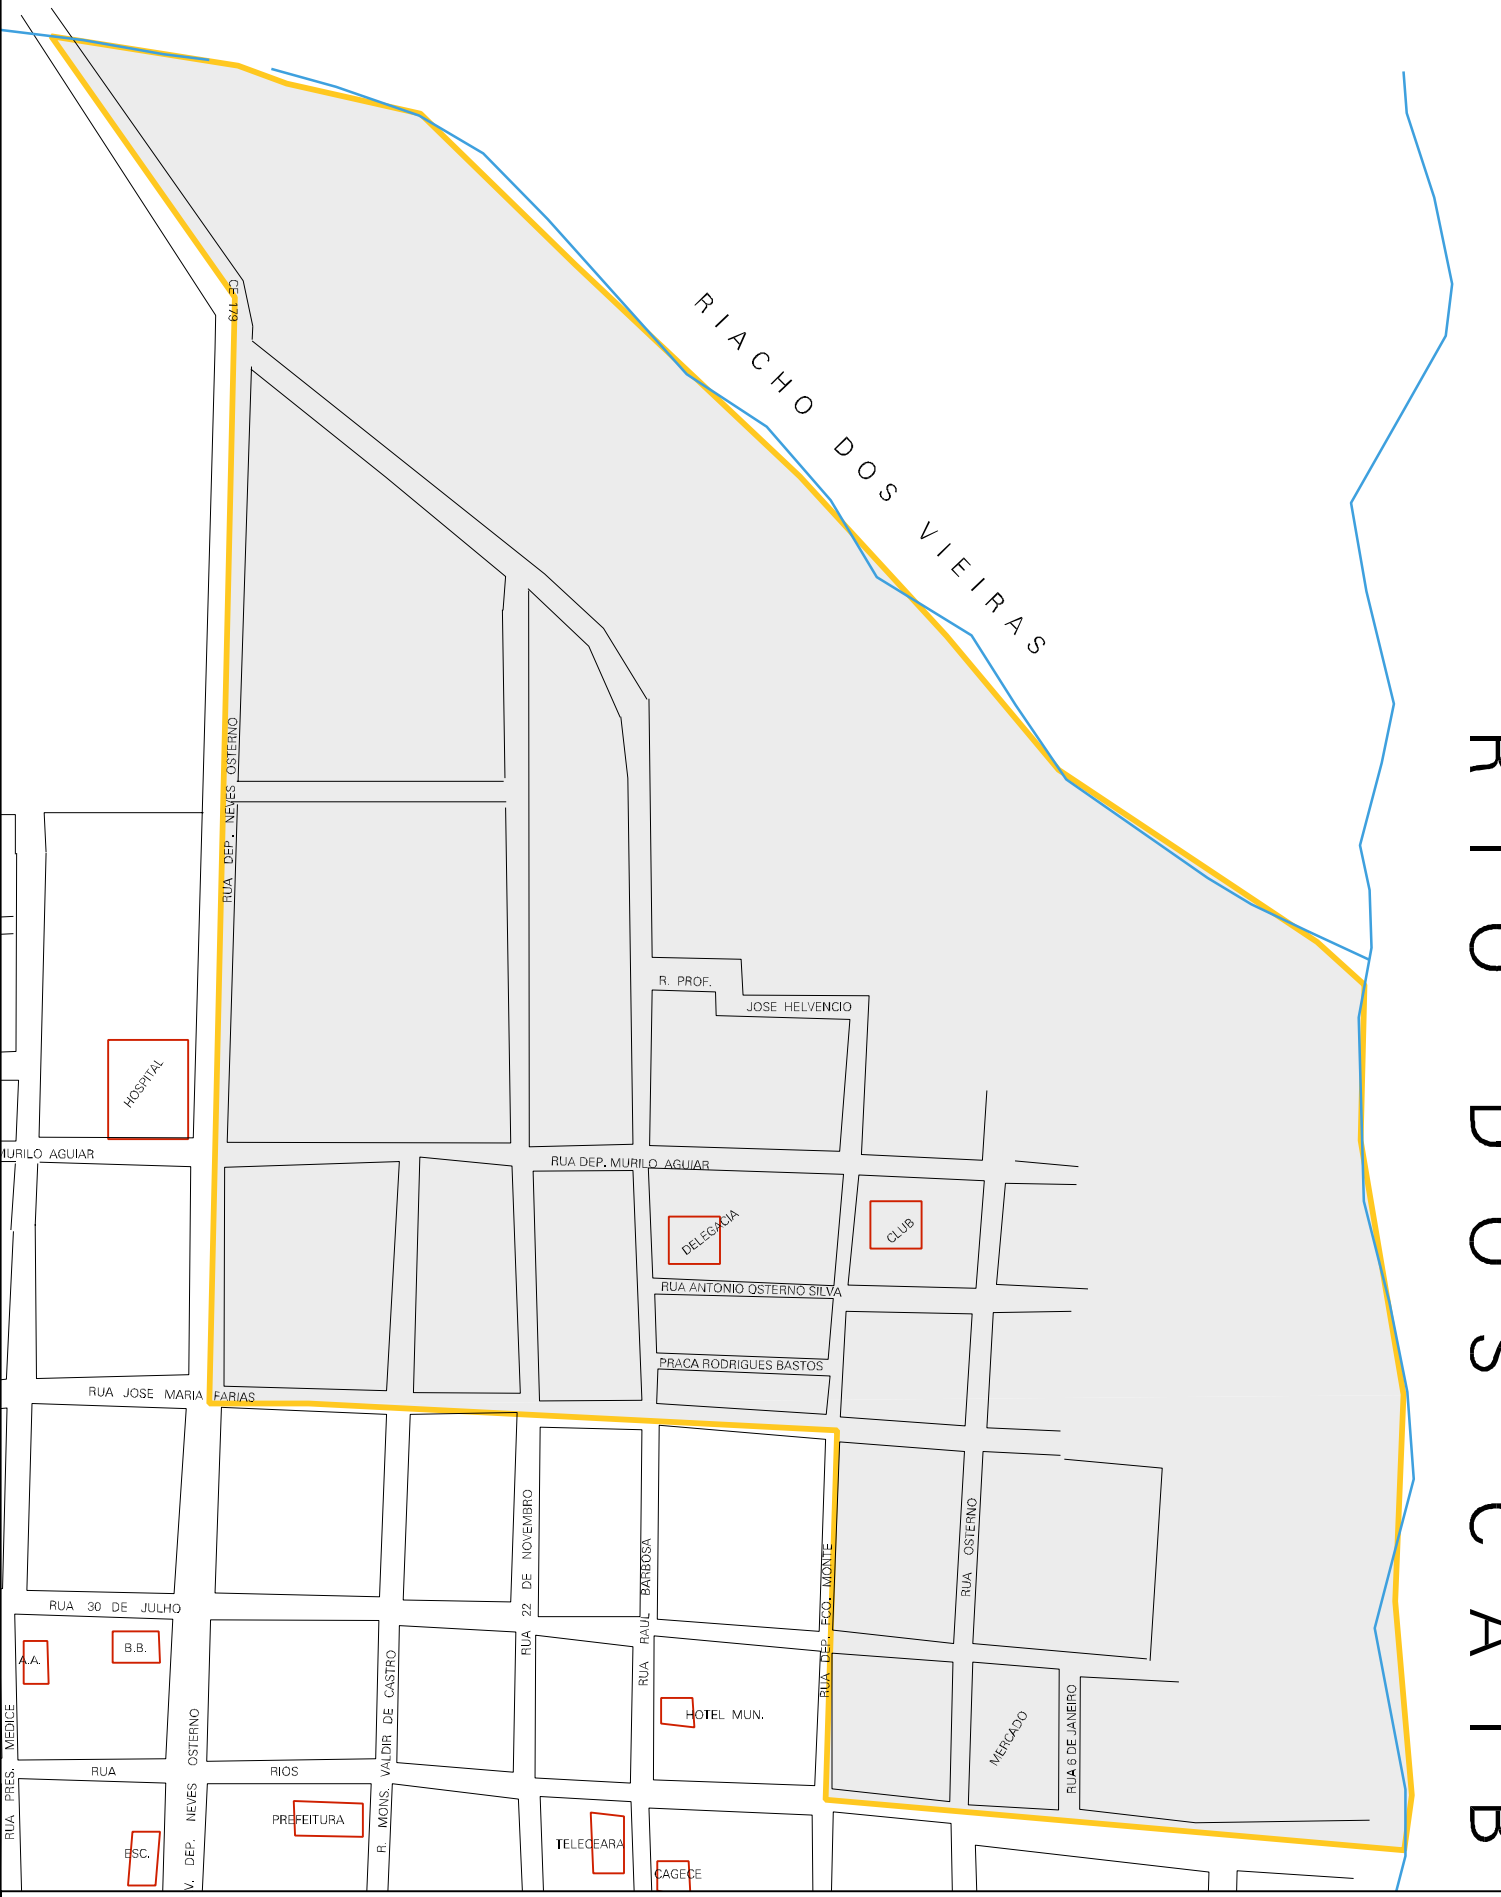 CE 179
RIACHO DOS VIEIRAS
RIO DOS CATB
RUA DEP. NEVES OSTERNO
R. PROF.
JOSE HELVENCIO
HOSPITAL
MURILO AGUIAR
RUA DEP. MURILO AGUIAR
DELEGACIA
CLUB
RUA ANTONIO OSTERNO SILVA
PRACA RODRIGUES BASTOS
RUA JOSE MARIA FARIAS
RUA 22 DE NOVEMBRO
RUA RAUL BARBOSA
RUA DEP. FCO. MONTE
RUA OSTERNO
RUA 30 DE JULHO
B.B.
A.A.
R. MONS. VALDIR DE CASTRO
HOTEL MUN.
MERCADO
RUA 6 DE JANEIRO
RUA PRES. MEDICE
V. DEP. NEVES OSTERNO
RUA RIOS
PREFEITURA
TELECEARA
ESC.
CAGECE